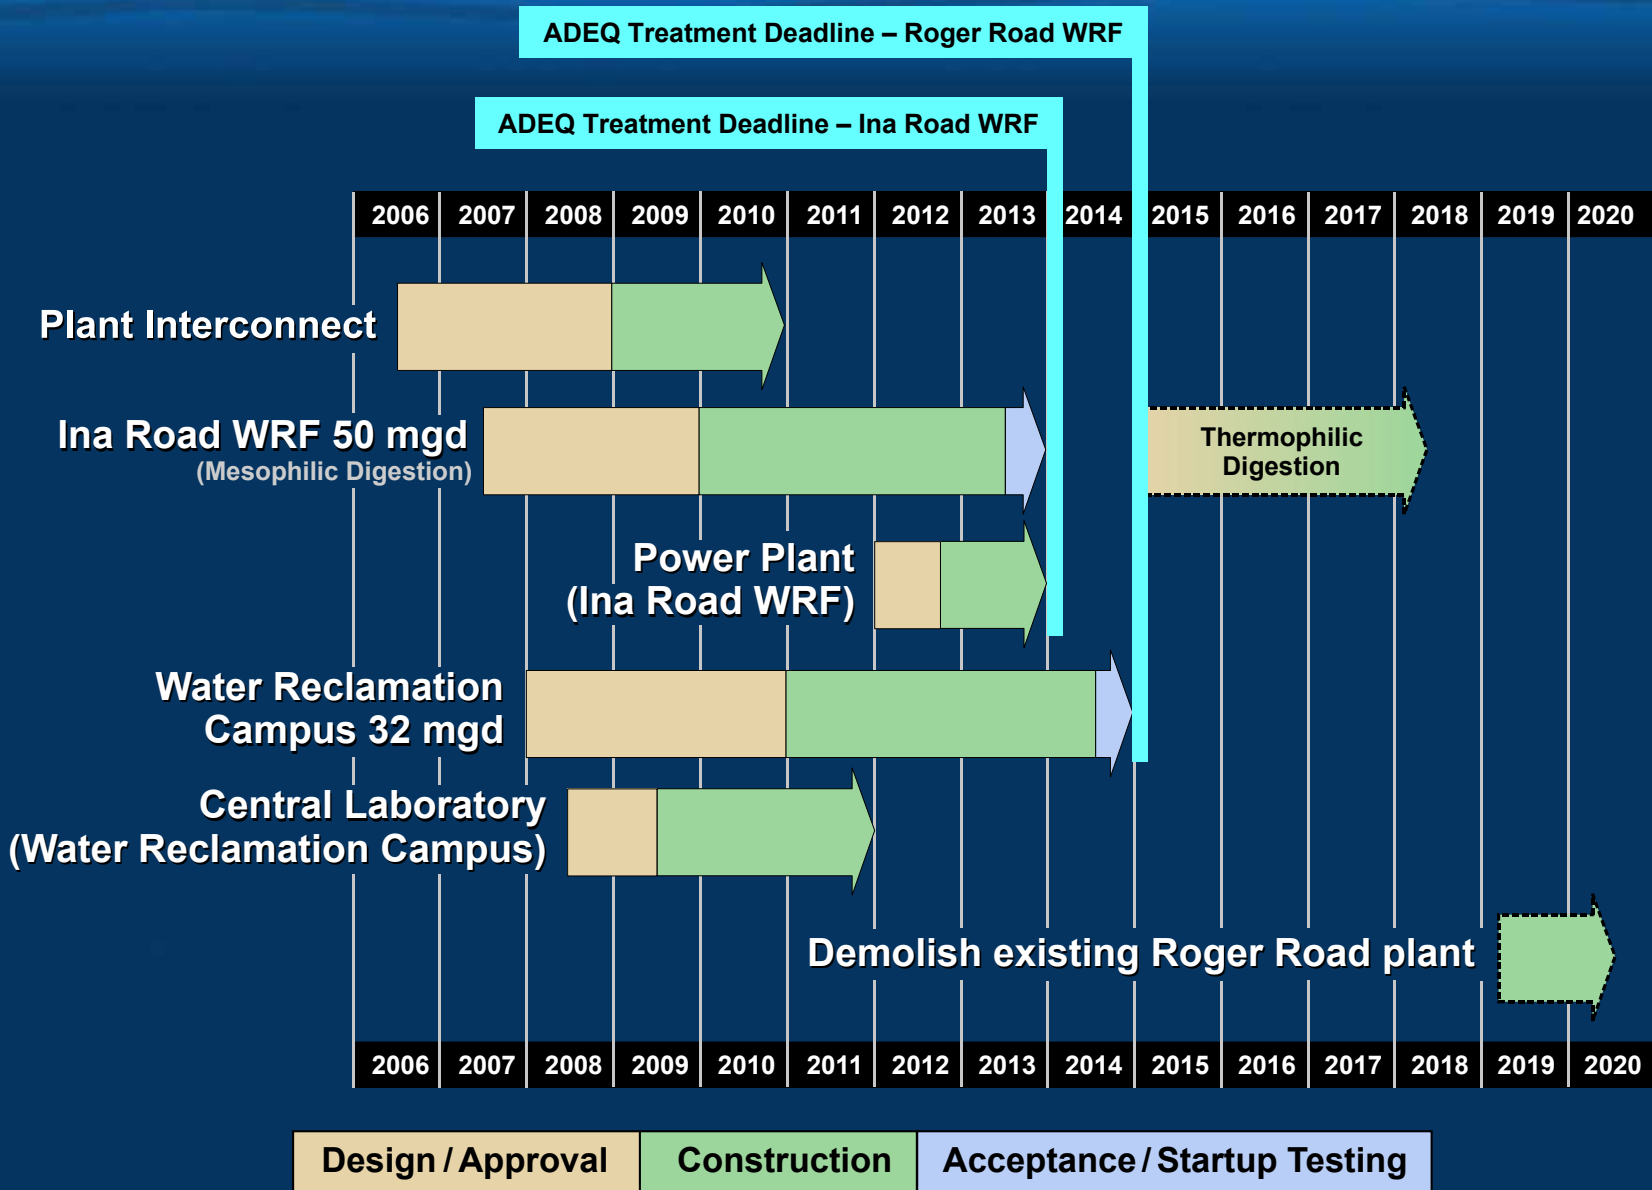 ADEQ Treatment Deadline – Roger Road WRF
ADEQ Treatment Deadline – Ina Road WRF
2006 2007 2008 2009 2010 2011 2012 2013 2014 2015 2016 2017 2018 2019 2020
Plant Interconnect
Ina Road WRF 50 mgd
(Mesophilic Digestion)
Thermophilic
Digestion
Power Plant
(Ina Road WRF)
Water Reclamation
Campus 32 mgd
Central Laboratory
(Water Reclamation Campus)
Demolish existing Roger Road plant
2006 2007 2008 2009 2010 2011 2012 2013 2014 2015 2016 2017 2018 2019 2020
Design / Approval Construction Acceptance / Startup Testing